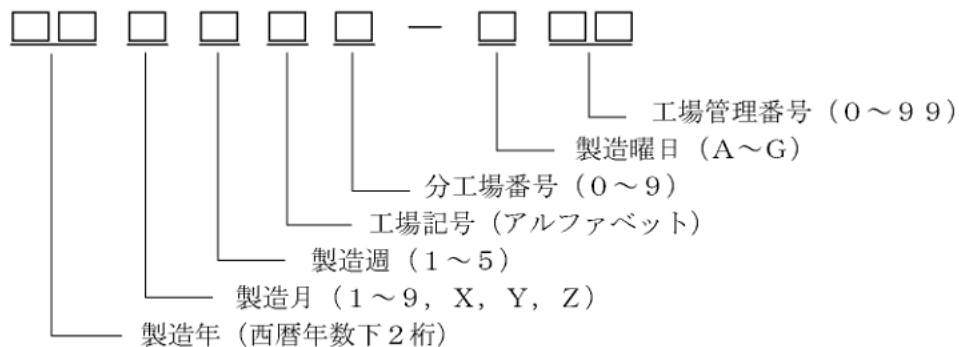 □□ □ □ □ □ － □ □□
工場管理番号（０～９９）
製造曜日（Ａ～Ｇ）
分工場番号（０～９）
工場記号（アルファベット）
製造週（１～５）
製造月（１～９，Ｘ，Ｙ，Ｚ）
製造年（西暦年数下２桁）